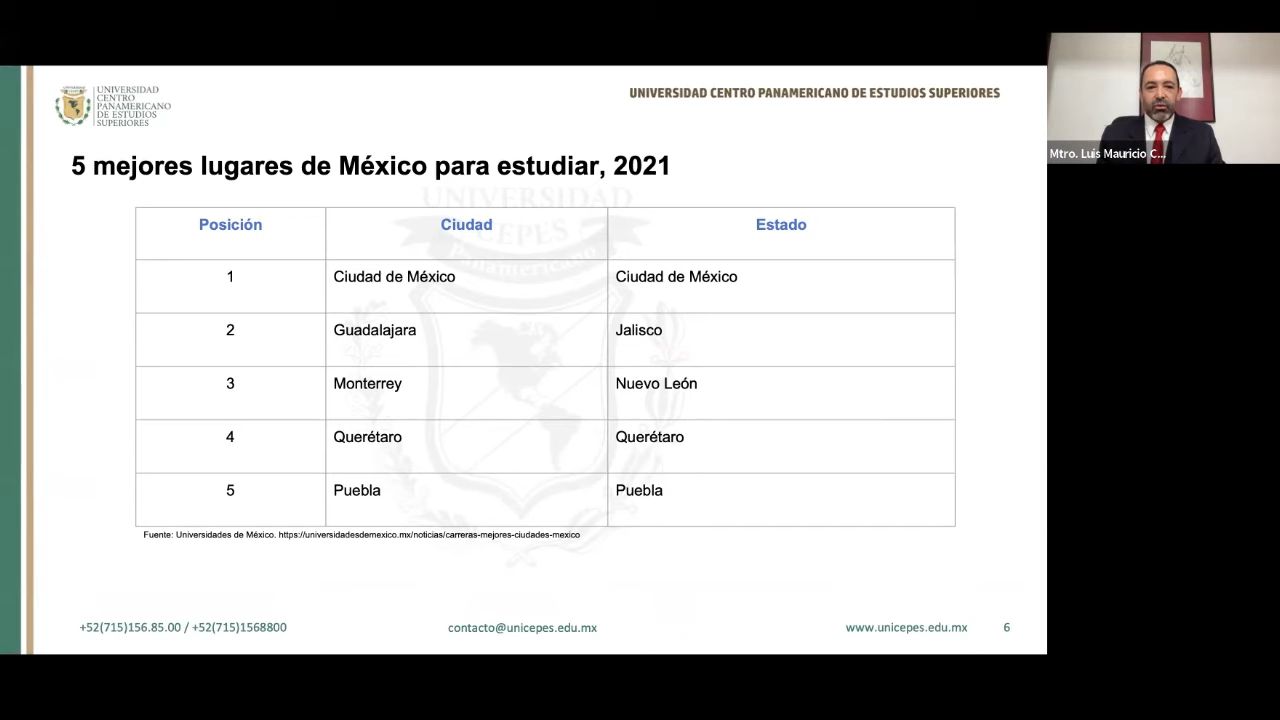 UNIVERSIDAD
CENTRO
PANAMERICANO
DE ESTUDIOS
SUPERIORES
UNIVERSIDAD CENTRO PANAMERICANO DE ESTUDIOS SUPERIORES
Mtro. Luis Mauricio C...
5 mejores lugares de México para estudiar, 2021
UNIVERSIDAD
CEPES
Panamericano
Posición Ciudad Estado
1 Ciudad de México Ciudad de México
2 Guadalajara Jalisco
3 Monterrey Nuevo León
4 Querétaro Querétaro
5 Puebla Puebla
Fuente: Universidades de México. https://universidadesdemexico.mx/noticias/carreras-mejores-ciudades-mexico
+52(715)156.85.00 / +52(715)1568800 contacto@unicepes.edu.mx www.unicepes.edu.mx 6